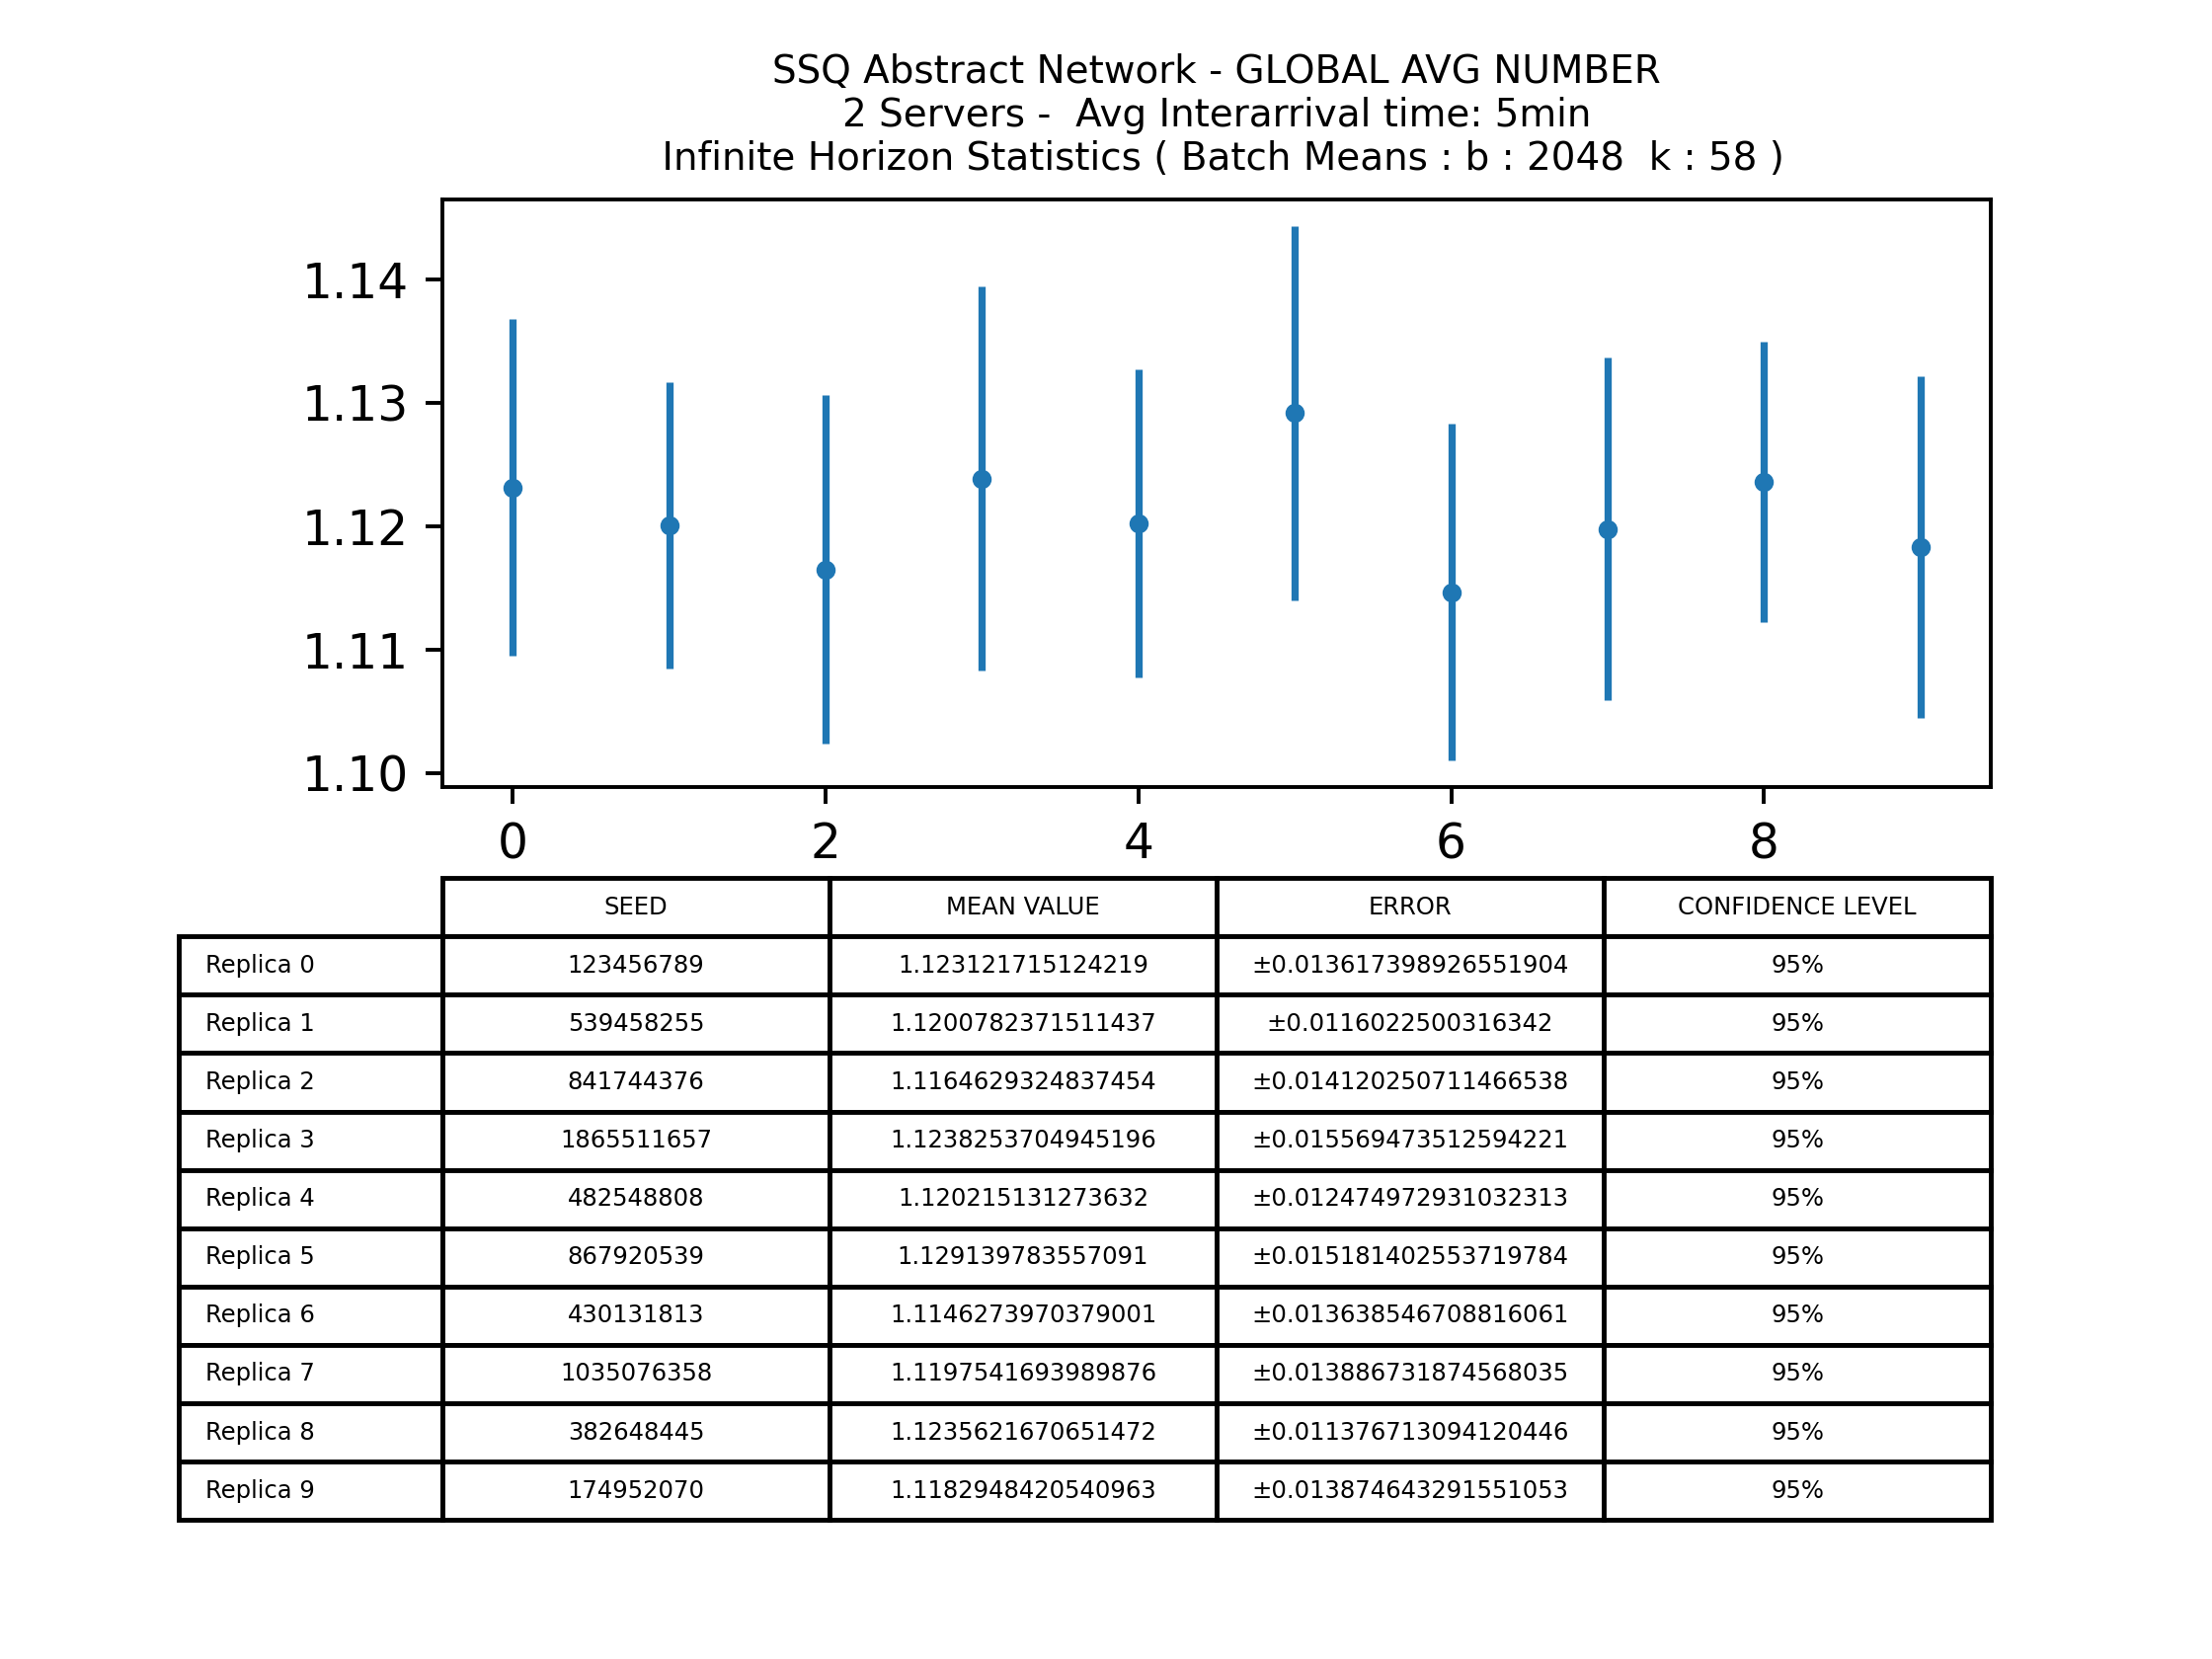 SSQ Abstract Network - GLOBAL AVG NUMBER
2 Servers -  Avg Interarrival time: 5min
Infinite Horizon Statistics ( Batch Means : b : 2048  k : 58 )
1.14
1.13
1.12
1.11
1.10
0 2 4 6 8
SEED MEAN VALUE ERROR CONFIDENCE LEVEL
Replica 0 123456789 1.123121715124219 ±0.013617398926551904 95%
Replica 1 539458255 1.1200782371511437 ±0.0116022500316342 95%
Replica 2 841744376 1.1164629324837454 ±0.014120250711466538 95%
Replica 3 1865511657 1.1238253704945196 ±0.015569473512594221 95%
Replica 4 482548808 1.120215131273632 ±0.012474972931032313 95%
Replica 5 867920539 1.129139783557091 ±0.015181402553719784 95%
Replica 6 430131813 1.1146273970379001 ±0.013638546708816061 95%
Replica 7 1035076358 1.1197541693989876 ±0.013886731874568035 95%
Replica 8 382648445 1.1235621670651472 ±0.011376713094120446 95%
Replica 9 174952070 1.1182948420540963 ±0.013874643291551053 95%